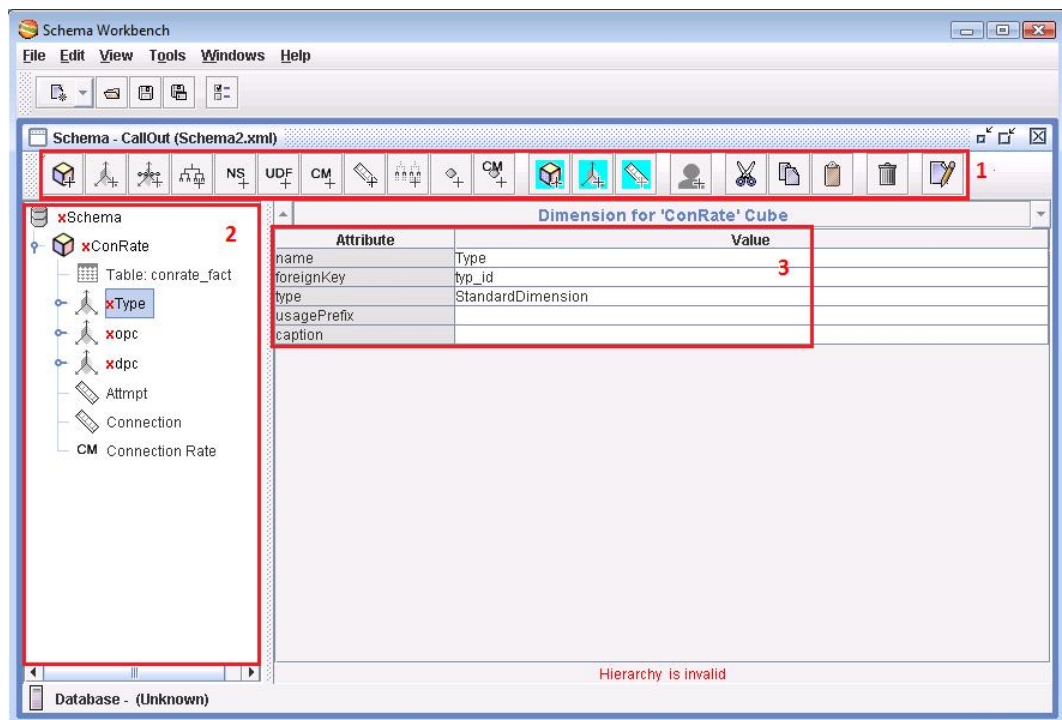 Schema Workbench
File Edit View Tools Windows Help
Schema - CallOut (Schema2.xml)
NS UDF CM CM 1
xSchema
2
xConRate
Table: conrate_fact
xType
xopc
xdpc
Attmpt
Connection
CM Connection Rate
Dimension for 'ConRate' Cube
Attribute Value
name Type
3
foreignKey typ_id
type StandardDimension
usagePrefix
caption
Hierarchy is invalid
Database - (Unknown)